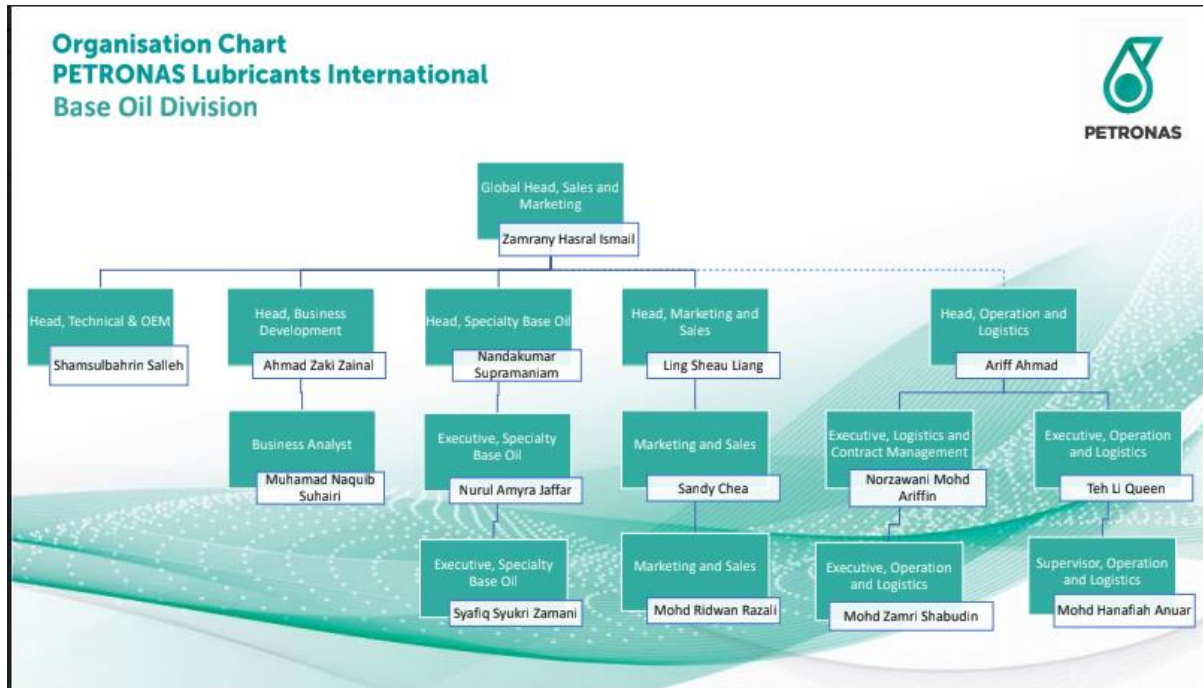 Organisation Chart
PETRONAS Lubricants International
Base Oil Division
PETRONAS
Global Head, Sales and
Marketing
Zamrany Hasral Ismail
Head, Technical & OEM
Shamsulbahrin Salleh
Head, Business
Development
Ahmad Zaki Zainal
Head, Specialty Base Oil
Nandakumar
Supramaniam
Head, Marketing and
Sales
Ling Sheau Liang
Head, Operation and
Logistics
Ariff Ahmad
Business Analyst
Muhamad Naquib
Suhairi
Executive, Specialty
Base Oil
Nurul Amyra Jaffar
Marketing and Sales
Sandy Chea
Executive, Logistics and
Contract Management
Norzawani Mohd
Ariffin
Executive, Operation
and Logistics
Teh Li Queen
Executive, Specialty
Base Oil
Syafiq Syukri Zamani
Marketing and Sales
Mohd Ridwan Razali
Executive, Operation
and Logistics
Mohd Zamri Shabudin
Supervisor, Operation
and Logistics
Mohd Hanafiah Anuar